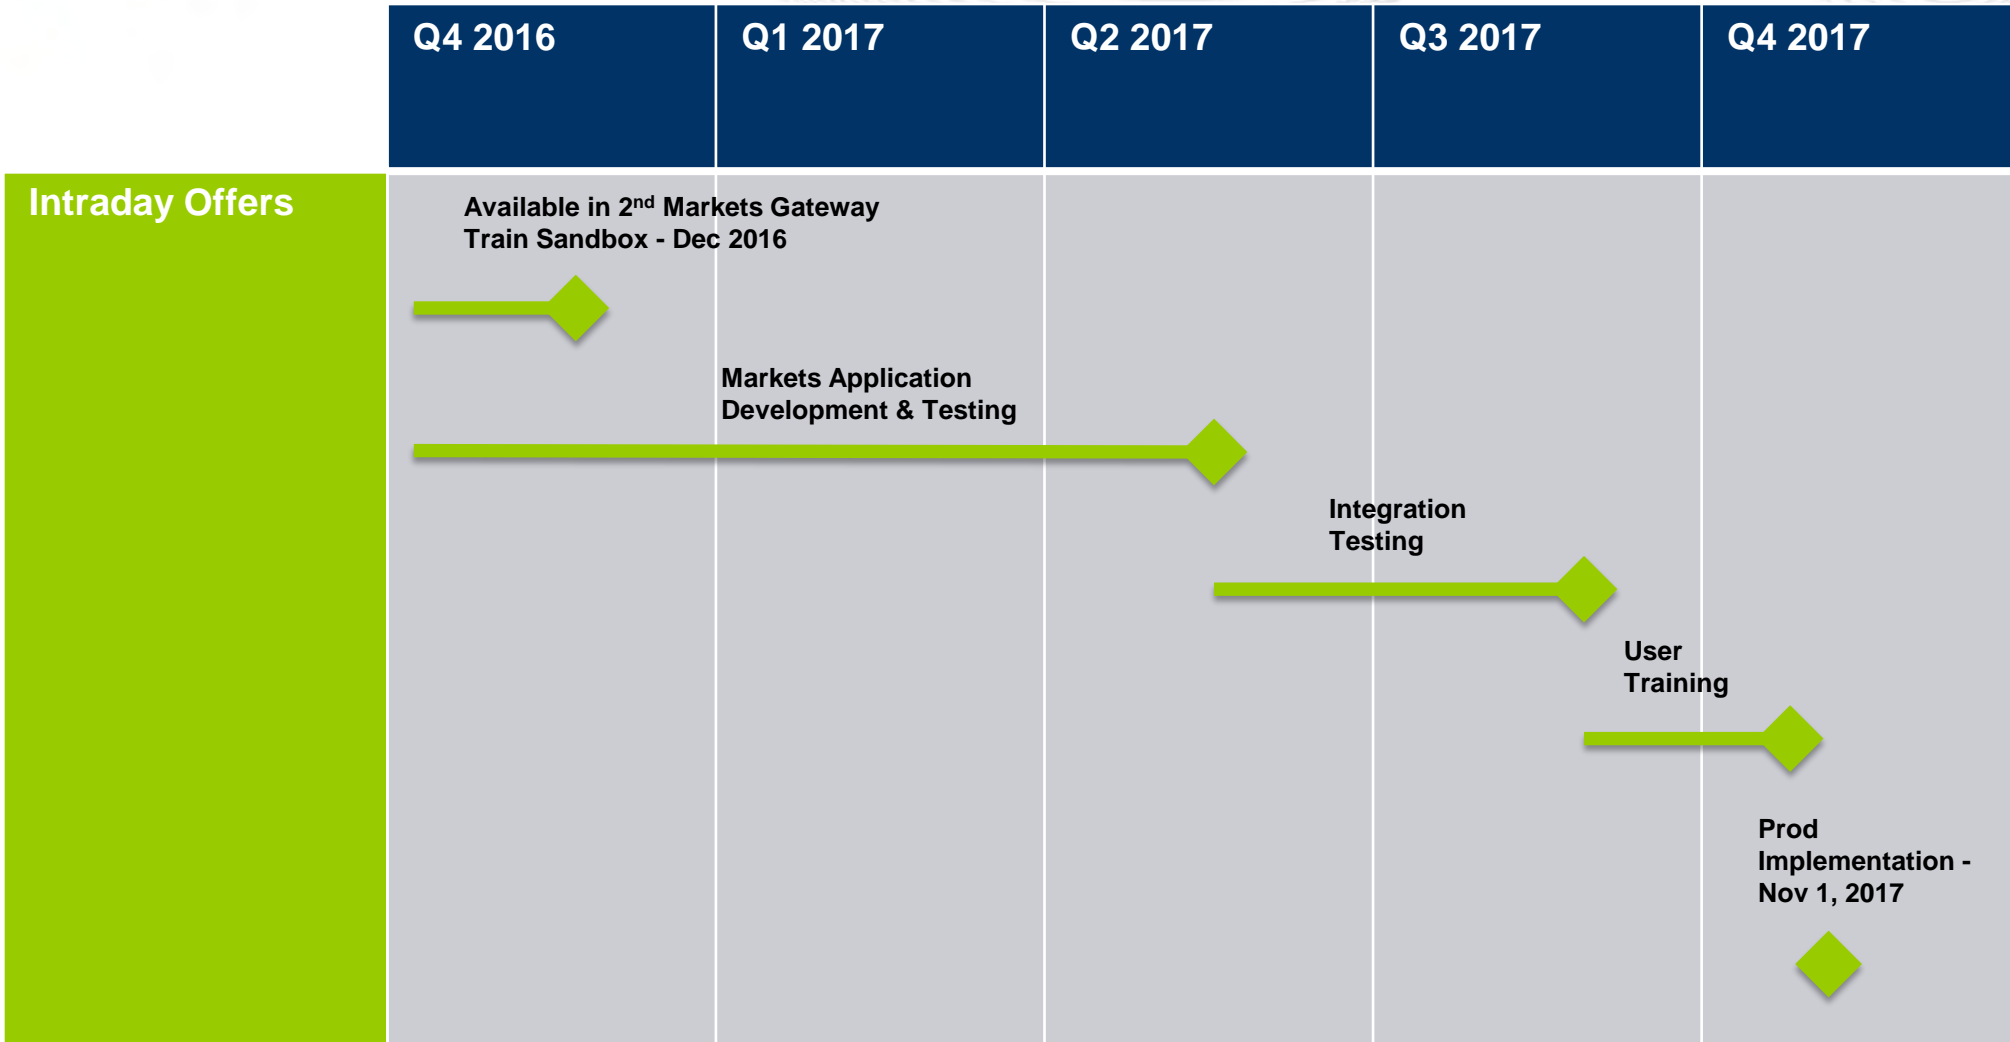 Q4 2016
Q1 2017
Q2 2017
Q3 2017
Q4 2017
Intraday Offers
Available in 2nd Markets Gateway
Train Sandbox - Dec 2016
Markets Application
Development & Testing
Integration
Testing
User
Training
Prod
Implementation -
Nov 1, 2017